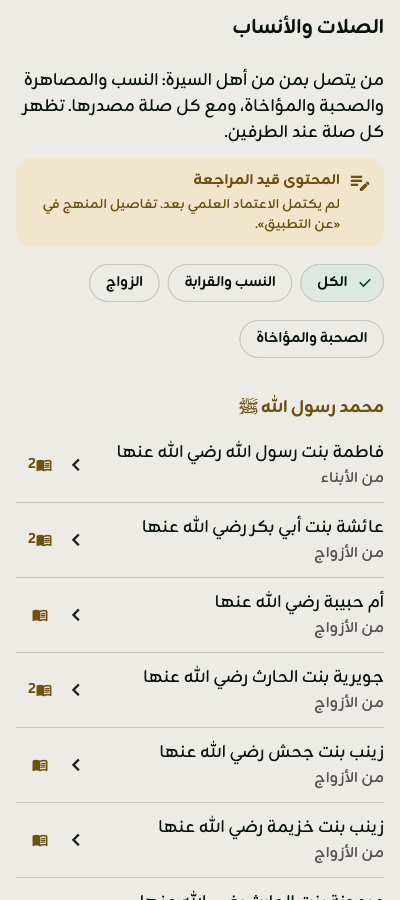 الصلات والأنساب
من يتصل بمن من أهل السيرة: النسب والمصاهرة
والصحبة والمؤاخاة، ومع كل صلة مصدرها. تظهر
كل صلة عند الطرفين.
المحتوى قيد المراجعة
لم يكتمل الاعتماد العلمي بعد. تفاصيل المنهج في
«عن التطبيق».
الكل
النسب والقرابة
الزواج
الصحبة والمؤاخاة
محمد رسول الله ﷺ
فاطمة بنت رسول الله رضي الله عنها
من الأبناء
2
عائشة بنت أبي بكر رضي الله عنها
من الأزواج
2
أم حبيبة رضي الله عنها
من الأزواج
جويرية بنت الحارث رضي الله عنها
من الأزواج
2
زينب بنت جحش رضي الله عنها
من الأزواج
زينب بنت خزيمة رضي الله عنها
من الأزواج